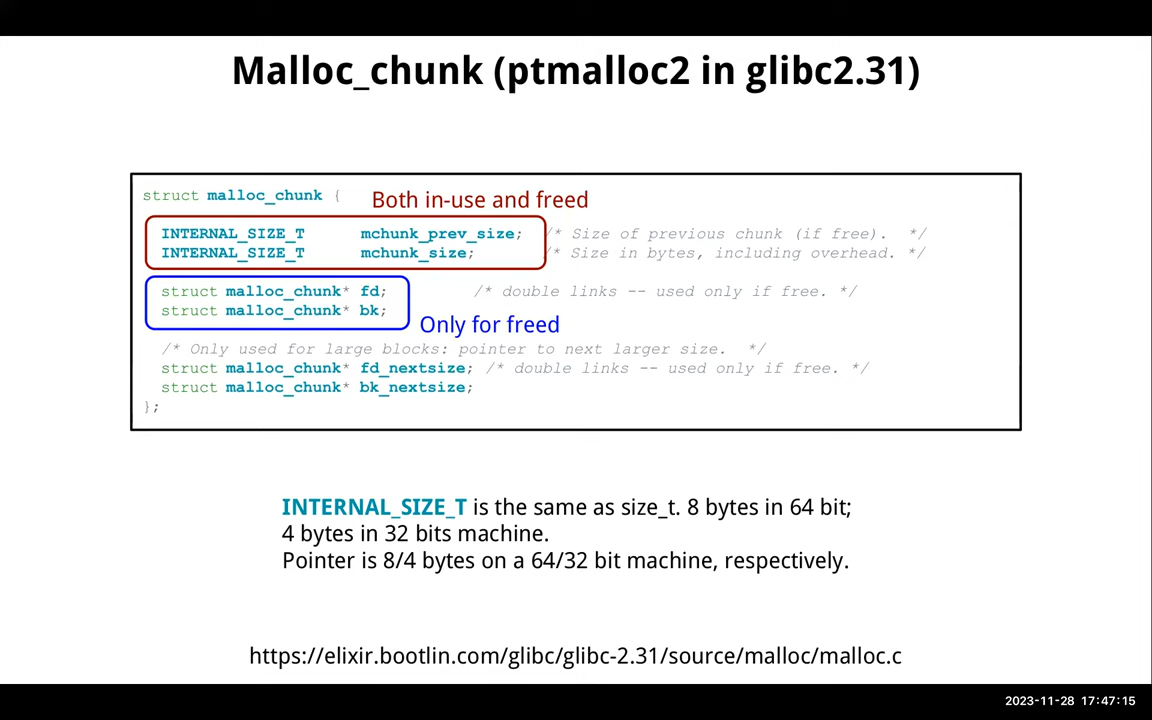 Malloc_chunk (ptmalloc2 in glibc2.31)
struct malloc_chunk {
Both in-use and freed
INTERNAL_SIZE_T mchunk_prev_size; /* Size of previous chunk (if free). */
INTERNAL_SIZE_T mchunk_size; /* Size in bytes, including overhead. */
struct malloc_chunk* fd; /* double links -- used only if free. */
struct malloc_chunk* bk;
Only for freed
/* Only used for large blocks: pointer to next larger size. */
struct malloc_chunk* fd_nextsize; /* double links -- used only if free. */
struct malloc_chunk* bk_nextsize;
};
INTERNAL_SIZE_T is the same as size_t. 8 bytes in 64 bit;
4 bytes in 32 bits machine.
Pointer is 8/4 bytes on a 64/32 bit machine, respectively.
https://elixir.bootlin.com/glibc/glibc-2.31/source/malloc/malloc.c
2023-11-28 17:47:15